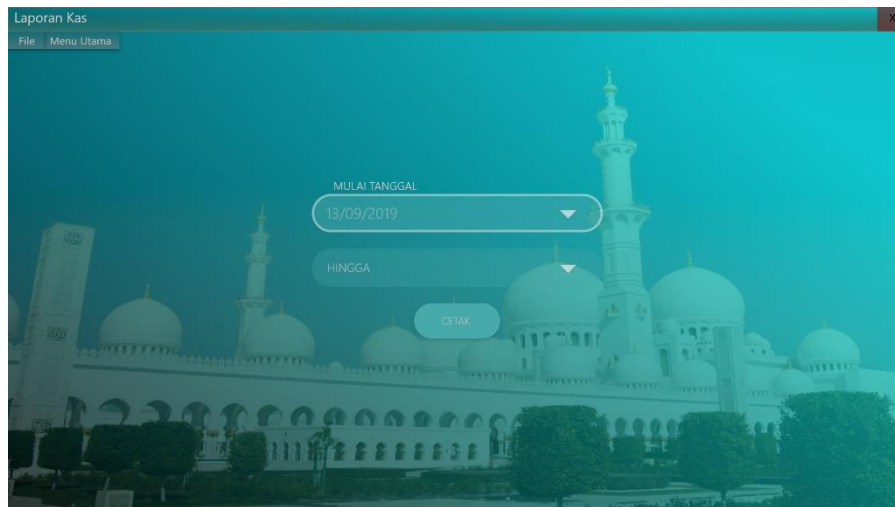 Laporan Kas
X
File Menu Utama
MULAI TANGGAL
13/09/2019
HINGGA
CETAK